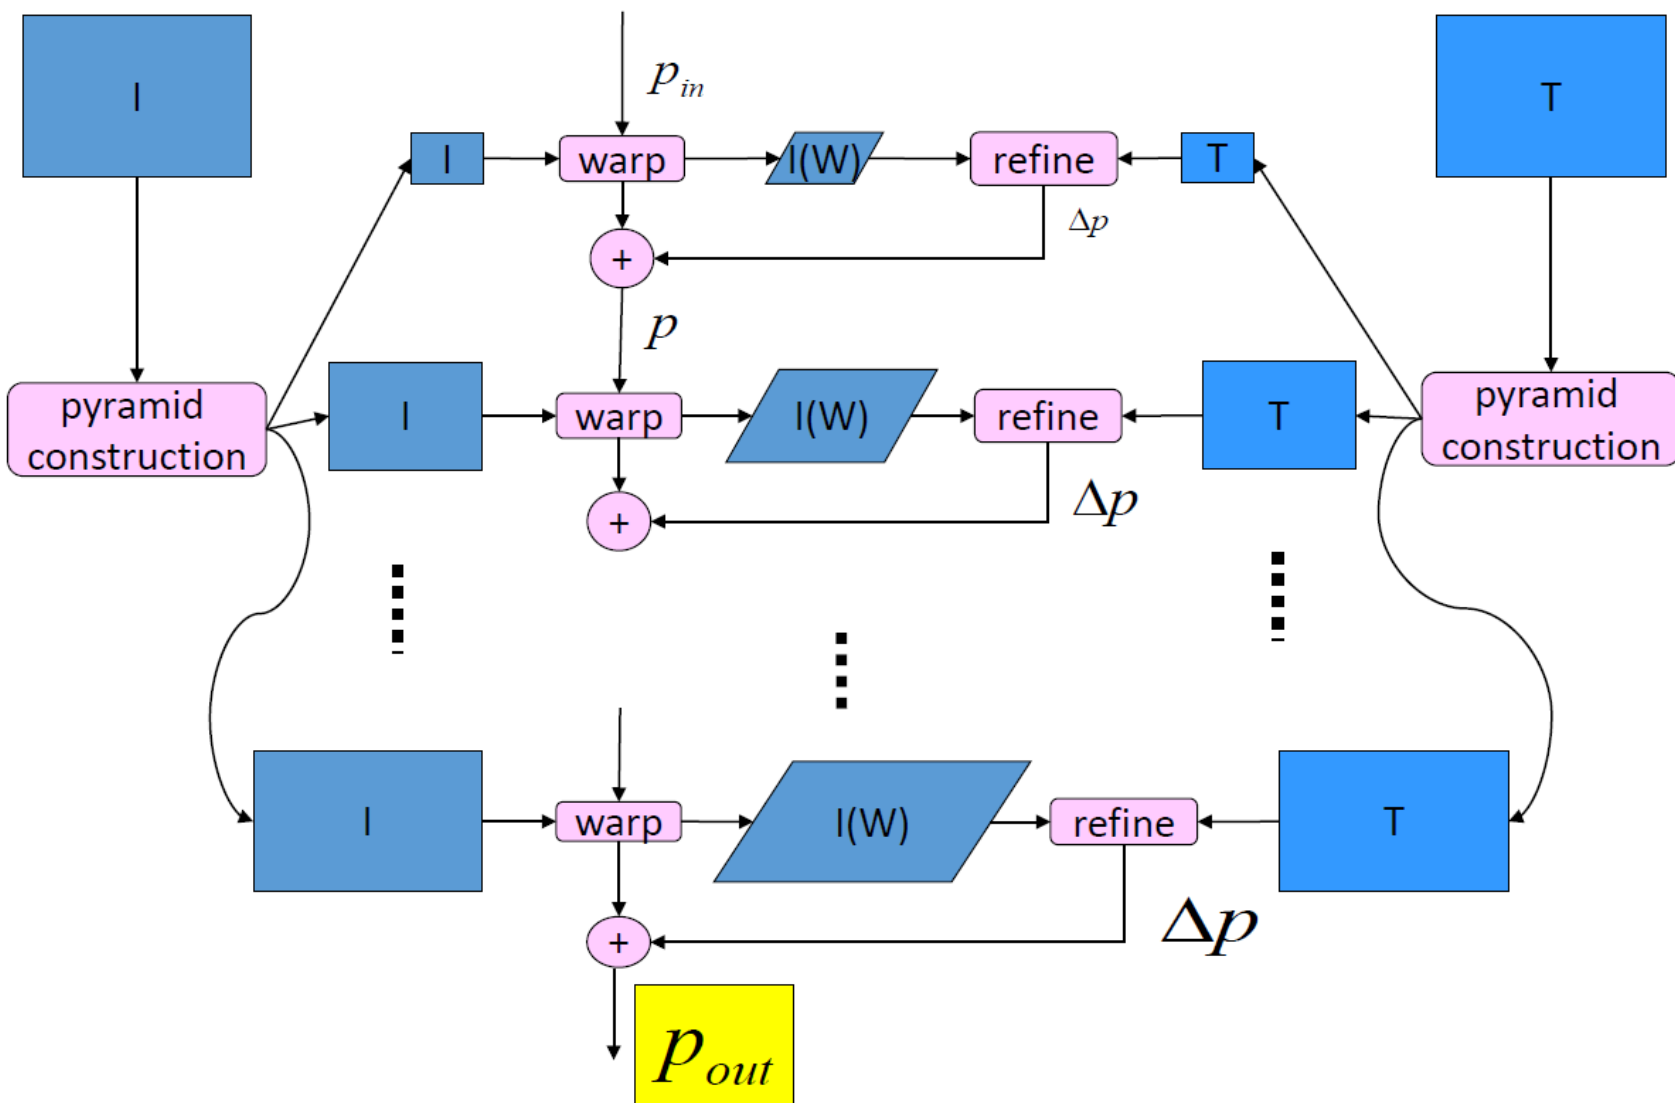 I
T
p_in
I
warp
I(W)
refine
T
Δp
+
p
pyramid
construction
I
warp
I(W)
refine
T
pyramid
construction
Δp
+
I
warp
I(W)
refine
T
Δp
+
p_out